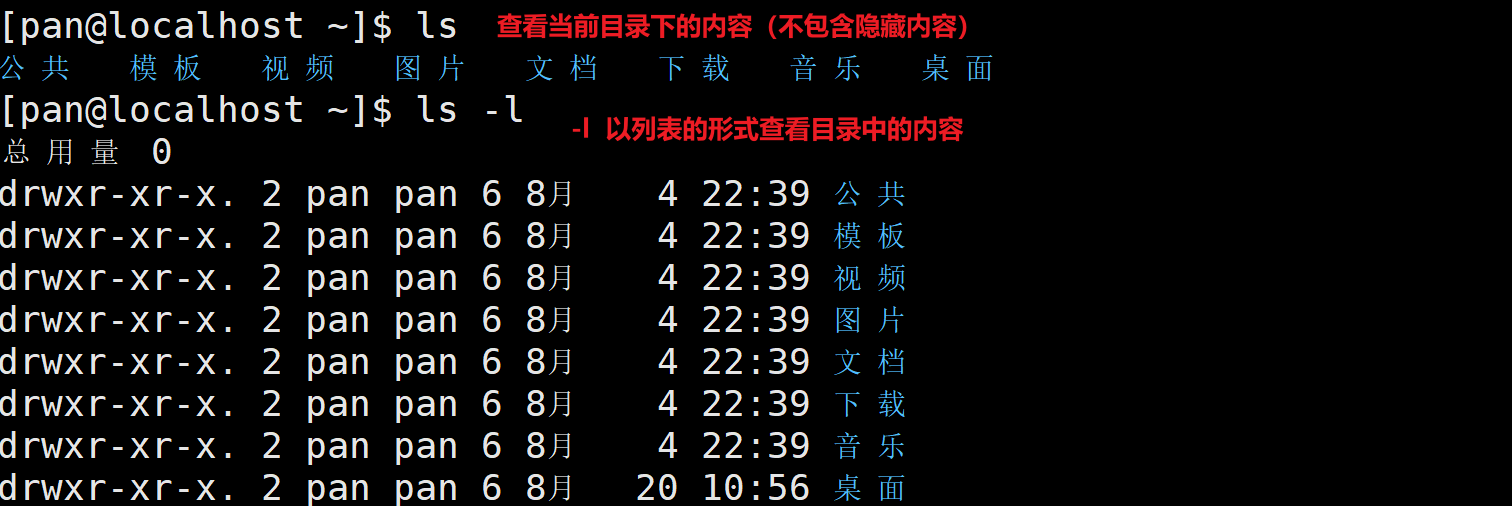 [pan@localhost ~]$ ls 查看当前目录下的内容（不包含隐藏内容）
公共 模板 视频 图片 文档 下载 音乐 桌面
[pan@localhost ~]$ ls -l
-l 以列表的形式查看目录中的内容
总用量 0
drwxr-xr-x. 2 pan pan 6 8月 4 22:39 公共
drwxr-xr-x. 2 pan pan 6 8月 4 22:39 模板
drwxr-xr-x. 2 pan pan 6 8月 4 22:39 视频
drwxr-xr-x. 2 pan pan 6 8月 4 22:39 图片
drwxr-xr-x. 2 pan pan 6 8月 4 22:39 文档
drwxr-xr-x. 2 pan pan 6 8月 4 22:39 下载
drwxr-xr-x. 2 pan pan 6 8月 4 22:39 音乐
drwxr-xr-x. 2 pan pan 6 8月 20 10:56 桌面